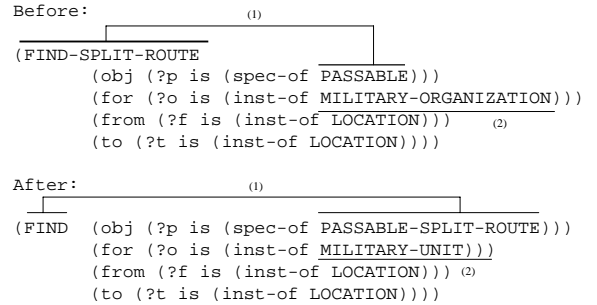 Before:
(1)
(FIND-SPLIT-ROUTE
(obj (?p is (spec-of PASSABLE)))
(for (?o is (inst-of MILITARY-ORGANIZATION)))
(from (?f is (inst-of LOCATION))) (2)
(to (?t is (inst-of LOCATION))))
After:
(1)
(FIND (obj (?p is (spec-of PASSABLE-SPLIT-ROUTE)))
(for (?o is (inst-of MILITARY-UNIT)))
(from (?f is (inst-of LOCATION))) (2)
(to (?t is (inst-of LOCATION))))